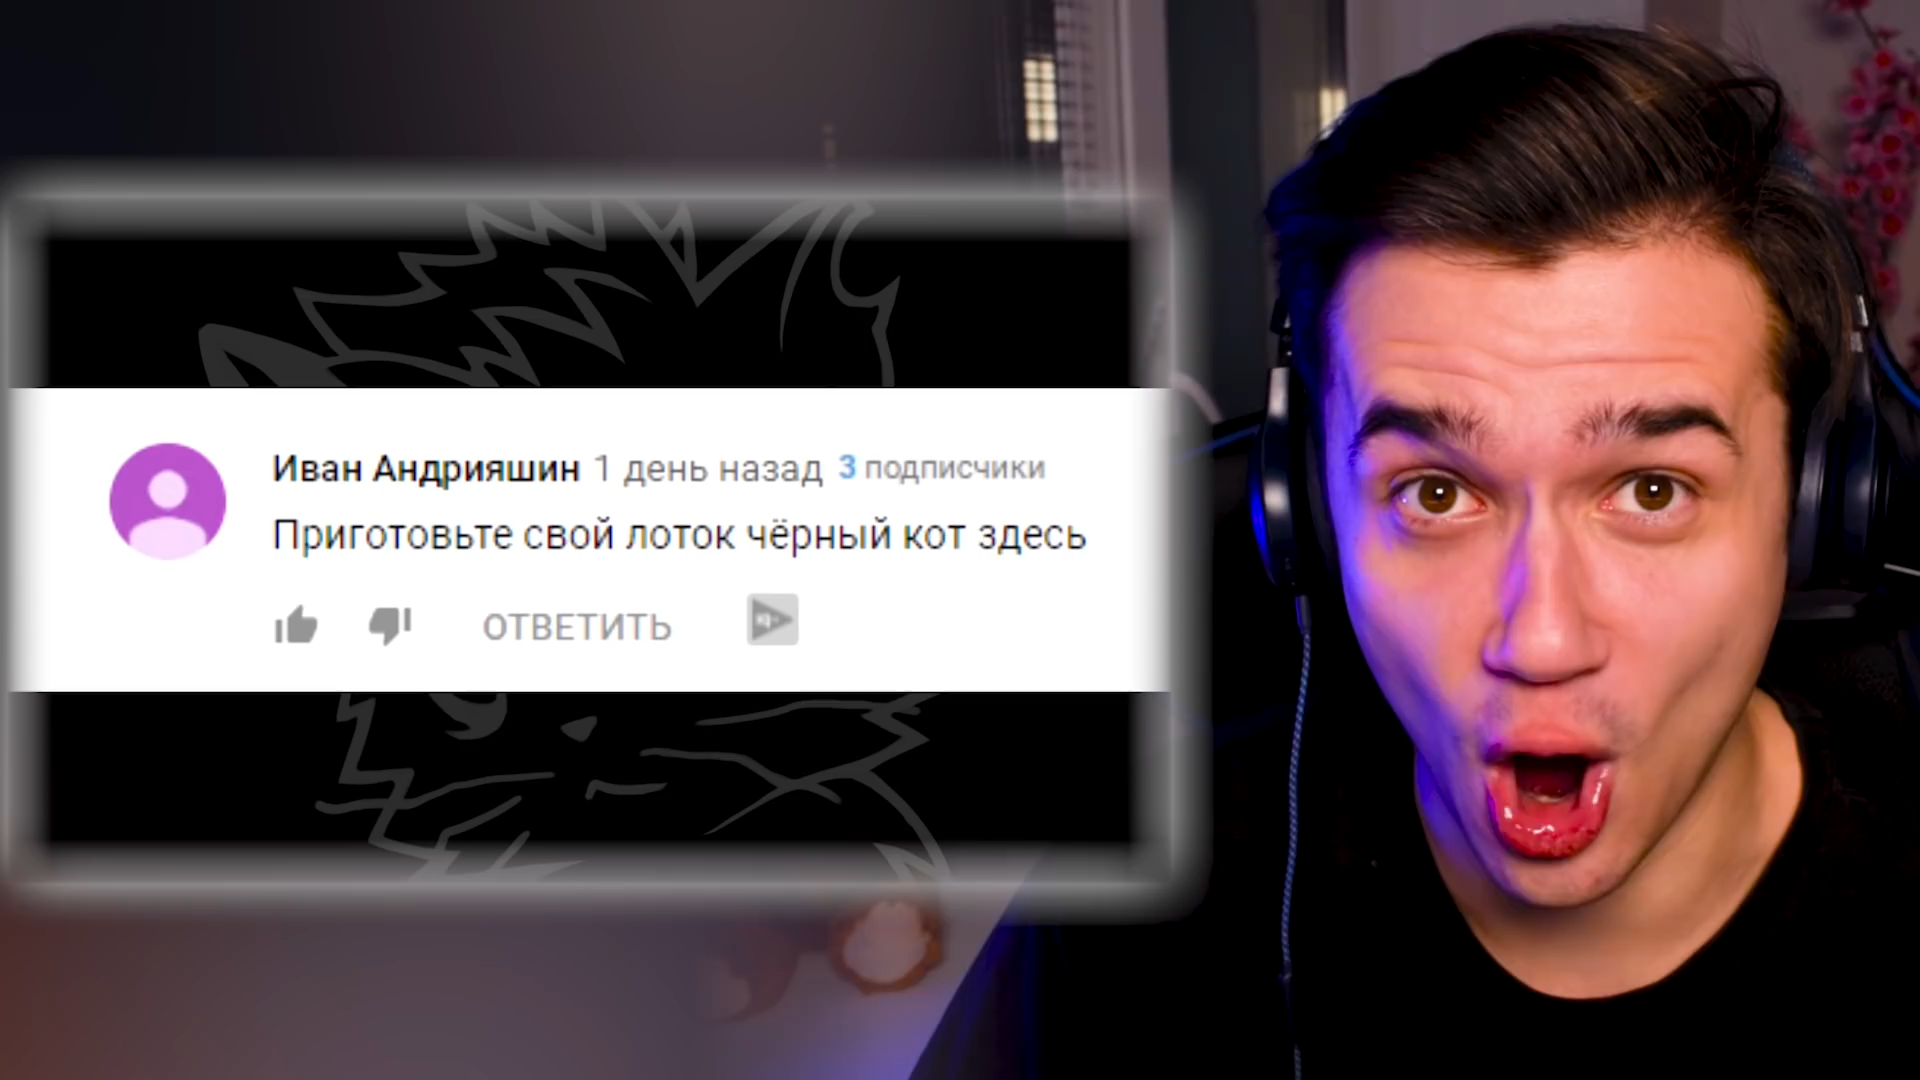 Иван Андрияшин 1 день назад 3 подписчики
Приготовьте свой лоток чёрный кот здесь
ОТВЕТИТЬ